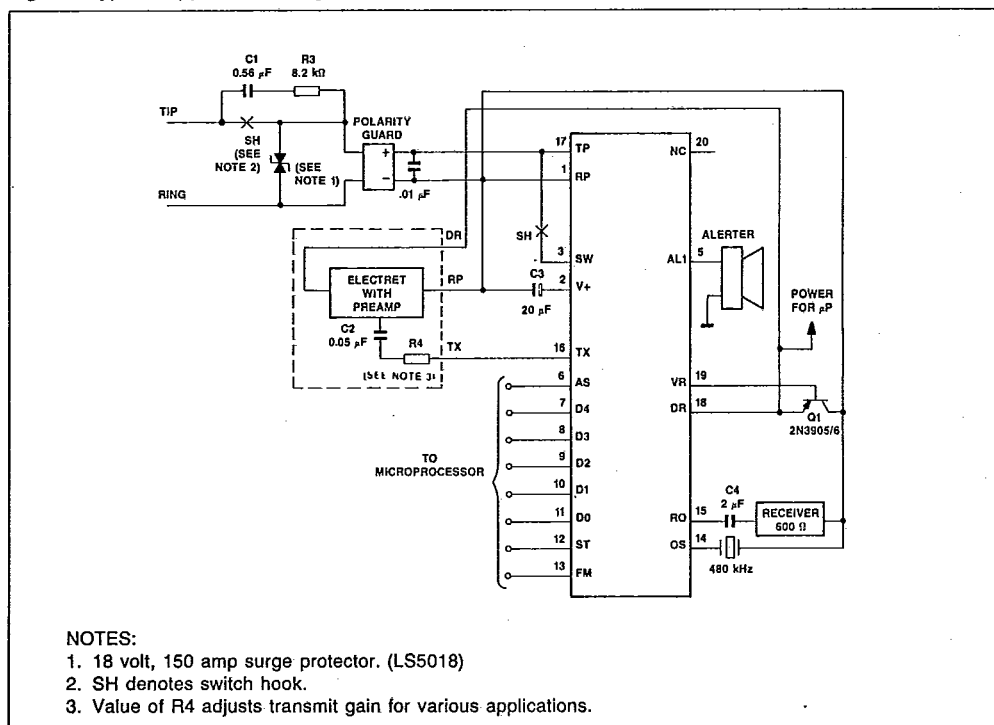 C1
0.56 µF
R3
8.2 kΩ
TIP
SH
(SEE
NOTE 2)
(SEE
NOTE 1)
POLARITY
GUARD
+
−
.01 µF
RING
17
TP
1
RP
20
NC
SH
3
SW
2
V+
C3
20 µF
DR
RP
ELECTRET
WITH
PREAMP
C2
0.05 µF
R4
TX
(SEE NOTE 3)
16
TX
ALERTER
5
AL1
POWER
FOR µP
6
AS
7
D4
8
D3
9
D2
10
D1
11
D0
12
ST
13
FM
TO
MICROPROCESSOR
19
VR
18
DR
Q1
2N3905/6
C4
2 µF
15
RO
RECEIVER
600 Ω
14
OS
480 kHz
NOTES:
1. 18 volt, 150 amp surge protector. (LS5018)
2. SH denotes switch hook.
3. Value of R4 adjusts transmit gain for various applications.